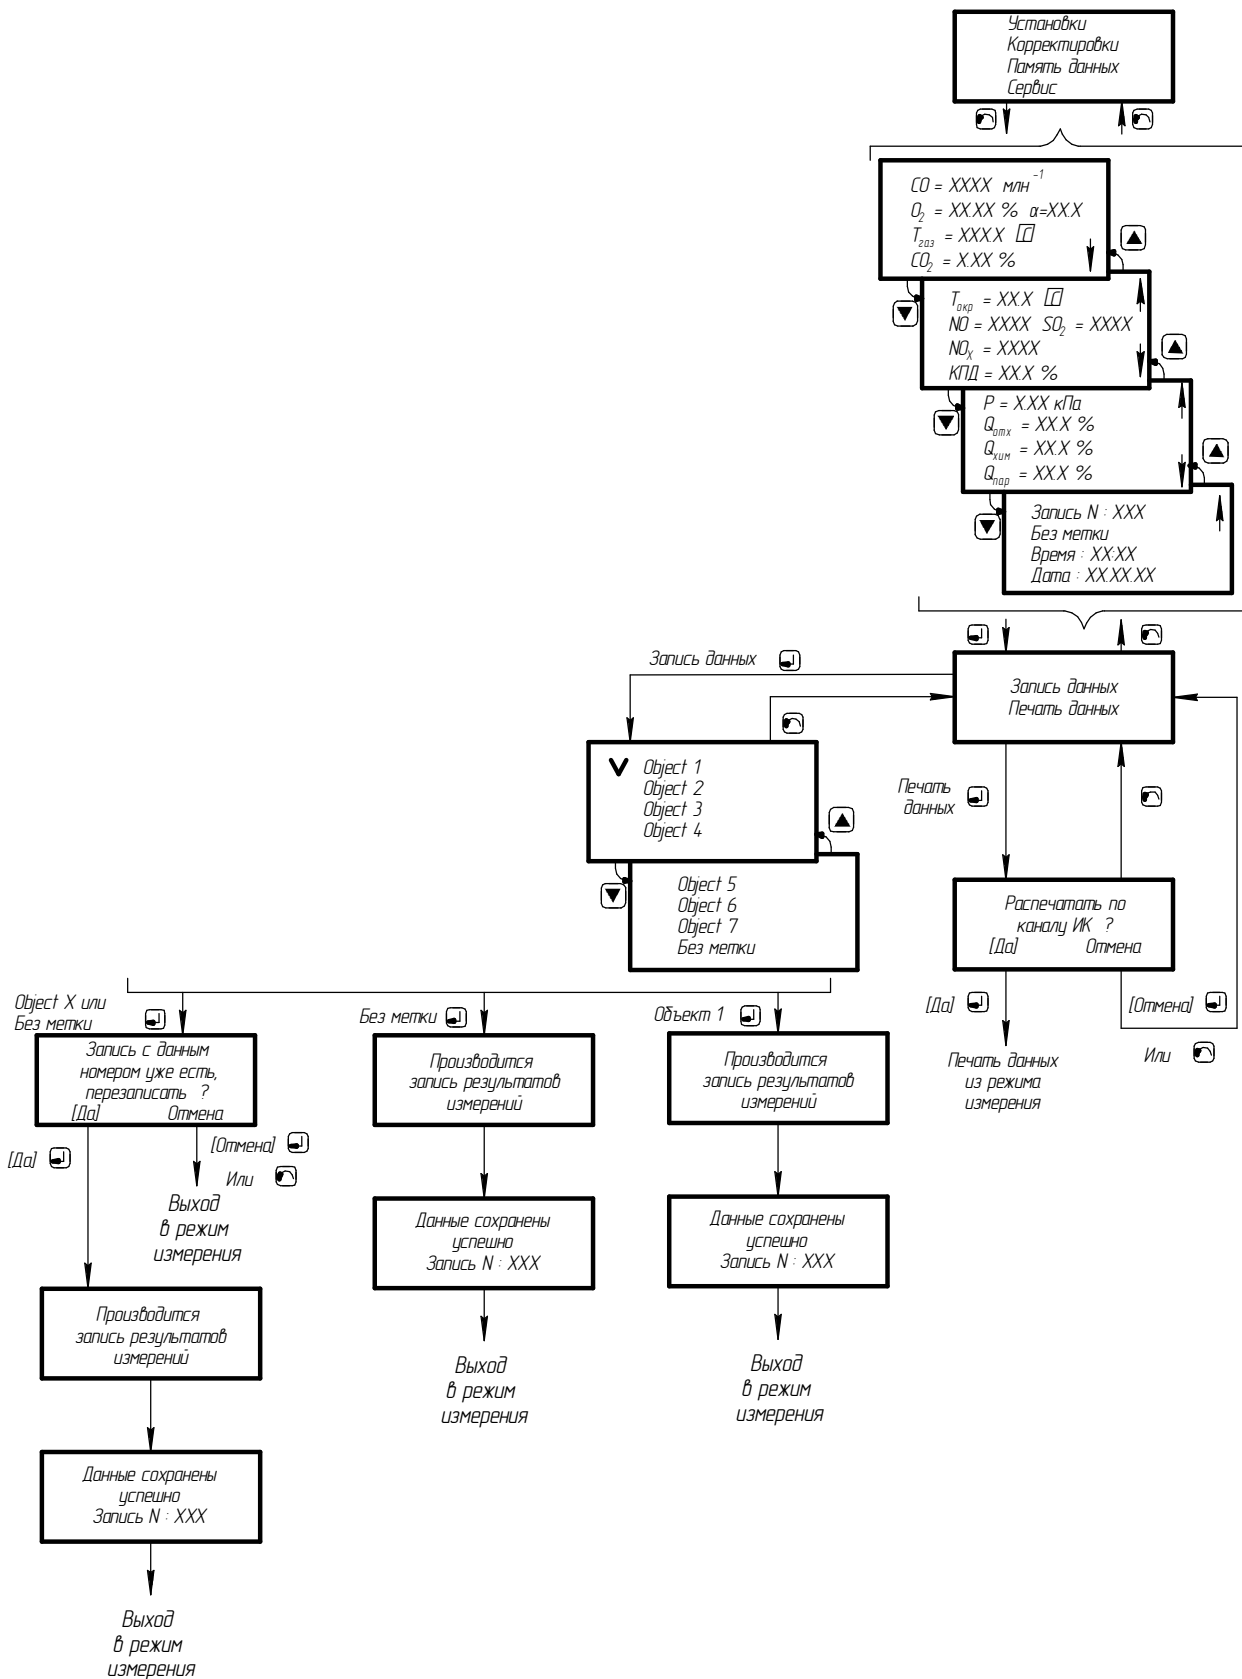 Установки
Корректировки
Память данных
Сервис
CO = XXXX млн⁻¹
O₂ = XX.XX % α=XX.X
Tгаз = XXX.X [C]
CO₂ = X.XX %
Tокр = XX.X [C]
NO = XXXX SO₂ = XXXX
NOX = XXXX
КПД = XX.X %
P = X.XX кПа
Qотх = XX.X %
Qхим = XX.X %
Qпар = XX.X %
Запись N : XXX
Без метки
Время : XX:XX
Дата : XX.XX.XX
Запись данных
Запись данных
Печать данных
V Object 1
Object 2
Object 3
Object 4
Печать
данных
Object 5
Object 6
Object 7
Без метки
Распечатать по
каналу ИК ?
[Да] Отмена
[Да]
[Отмена]
Или
Печать данных
из режима
измерения
Object X или
Без метки
Без метки
Объект 1
Запись с данным
номером уже есть,
перезаписать ?
[Да] Отмена
Производится
запись результатов
измерений
Производится
запись результатов
измерений
[Да]
[Отмена]
Или
Выход
в режим
измерения
Данные сохранены
успешно
Запись N : XXX
Данные сохранены
успешно
Запись N : XXX
Производится
запись результатов
измерений
Выход
в режим
измерения
Выход
в режим
измерения
Данные сохранены
успешно
Запись N : XXX
Выход
в режим
измерения